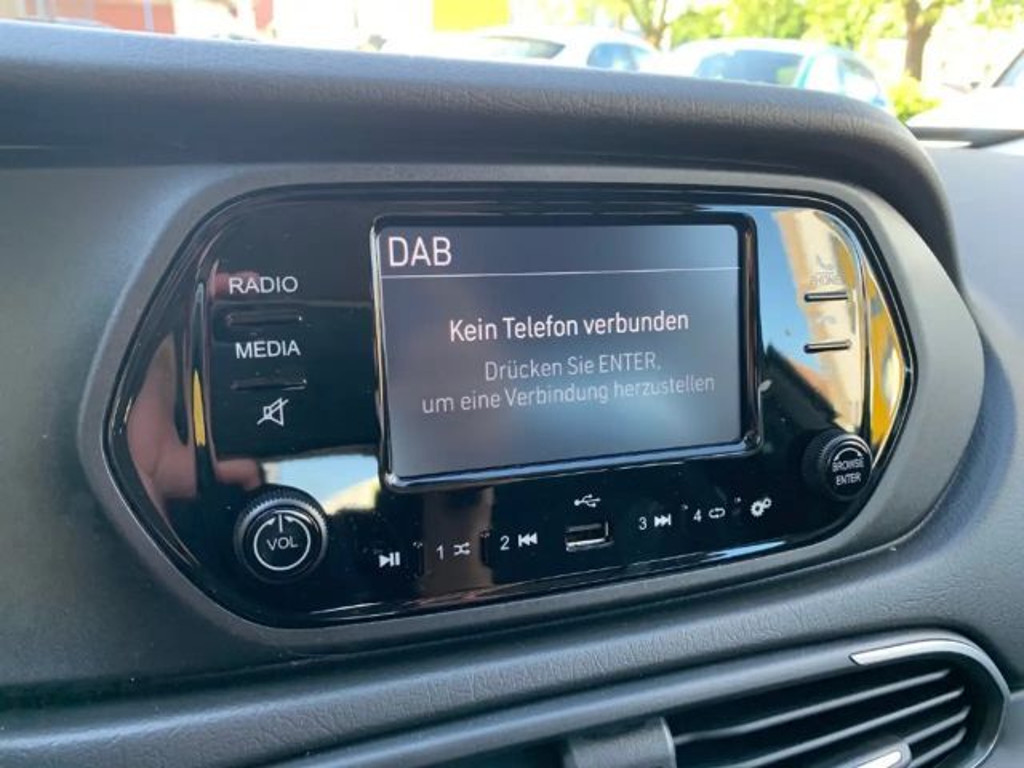 DAB
RADIO
Kein Telefon verbunden
MEDIA
Drücken Sie ENTER,
um eine Verbindung herzustellen
BROWSE
ENTER
VOL
1
2
3
4